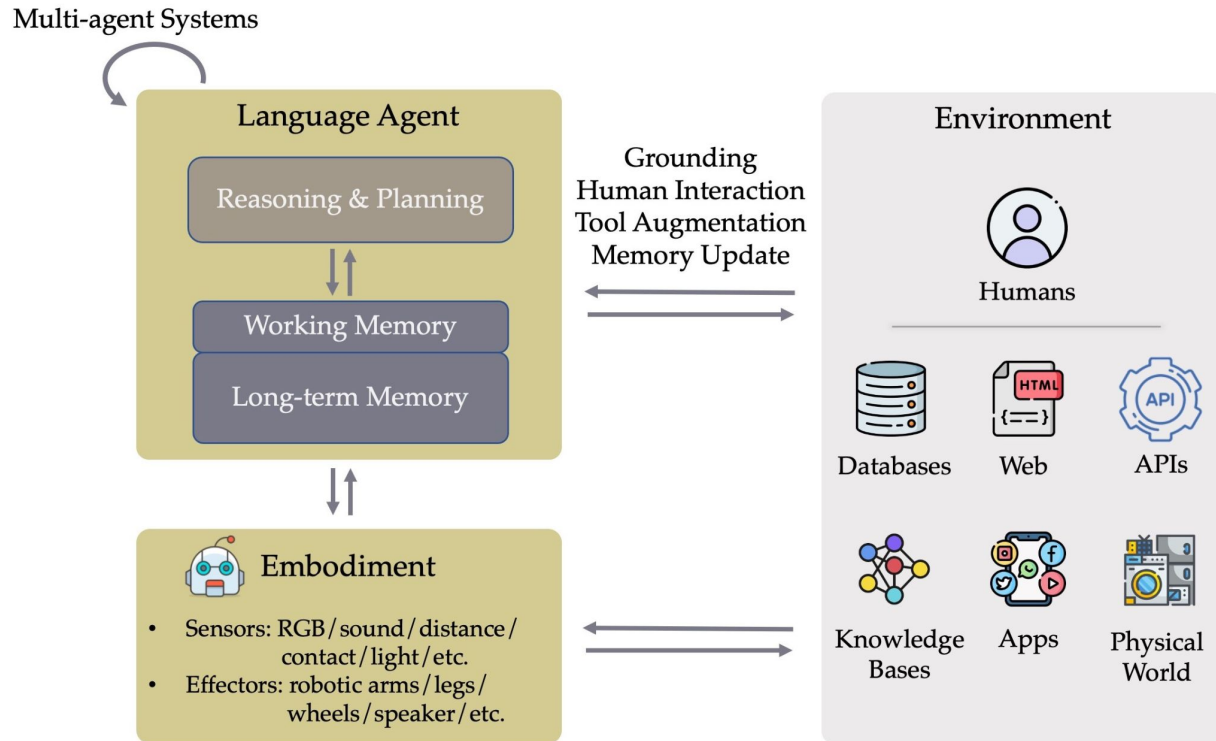 Multi-agent Systems
Language Agent
Reasoning & Planning
Working Memory
Long-term Memory
Grounding
Human Interaction
Tool Augmentation
Memory Update
Embodiment
• Sensors: RGB/sound/distance/
contact/light/etc.
• Effectors: robotic arms/legs/
wheels/speaker/etc.
Environment
Humans
HTML
{==}
API
Databases
Web
APIs
Knowledge
Bases
Apps
Physical
World